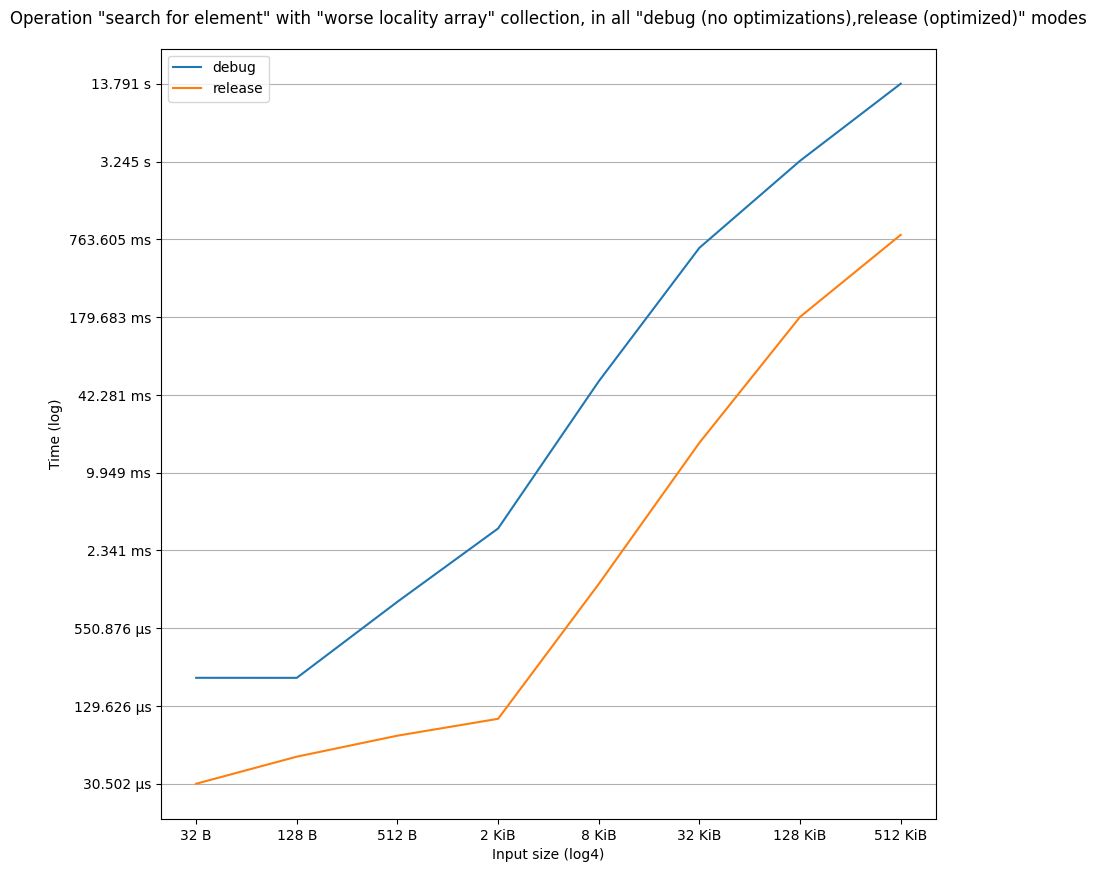 Operation "search for element" with "worse locality array" collection, in all "debug (no optimizations),release (optimized)" modes
debug
release
13.791 s
3.245 s
763.605 ms
179.683 ms
42.281 ms
9.949 ms
2.341 ms
550.876 µs
129.626 µs
30.502 µs
Time (log)
32 B
128 B
512 B
2 KiB
8 KiB
32 KiB
128 KiB
512 KiB
Input size (log4)